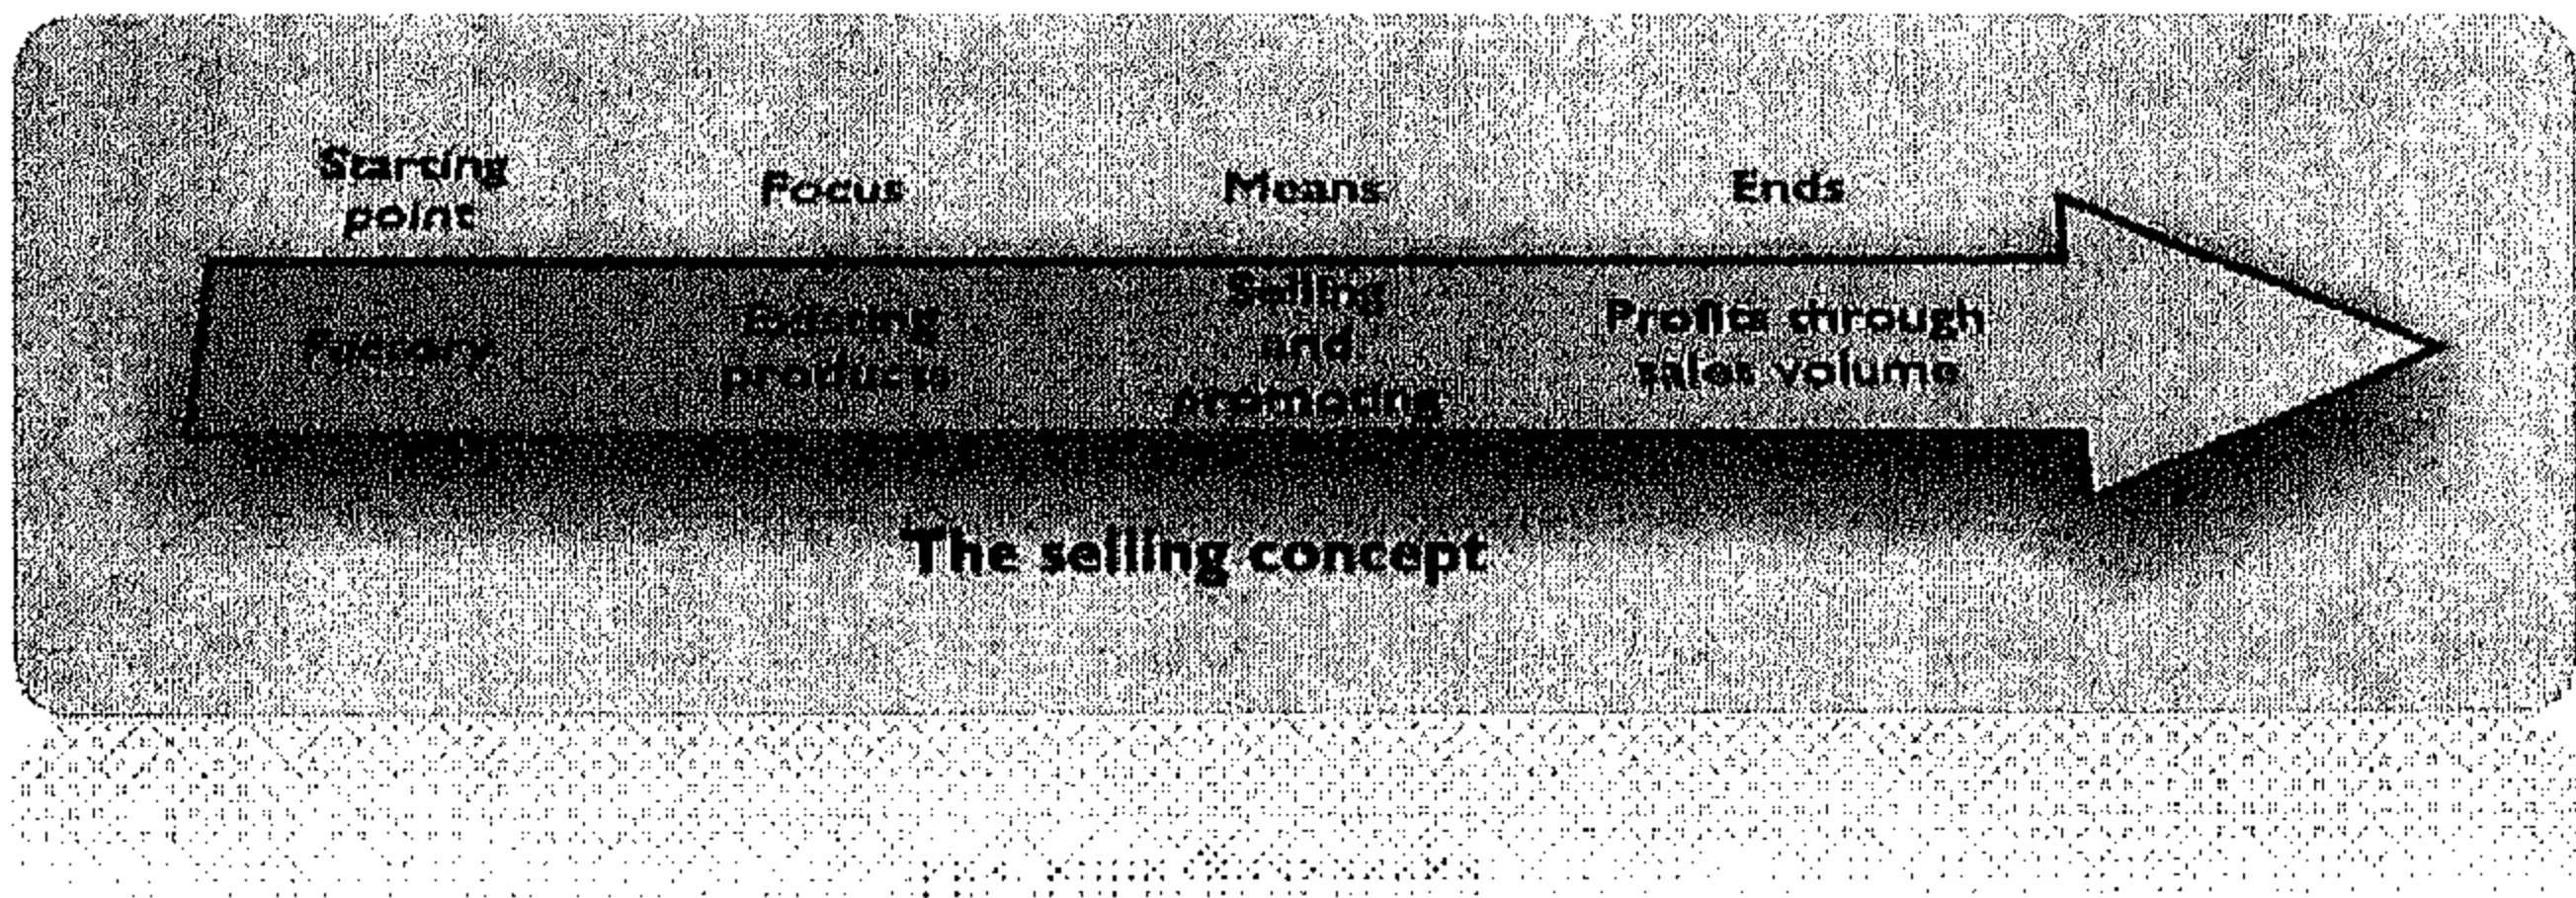 Starting
point
Focus
Means
Ends
Factory
Existing
products
Selling
and
promoting
Profits through
sales volume
The selling concept